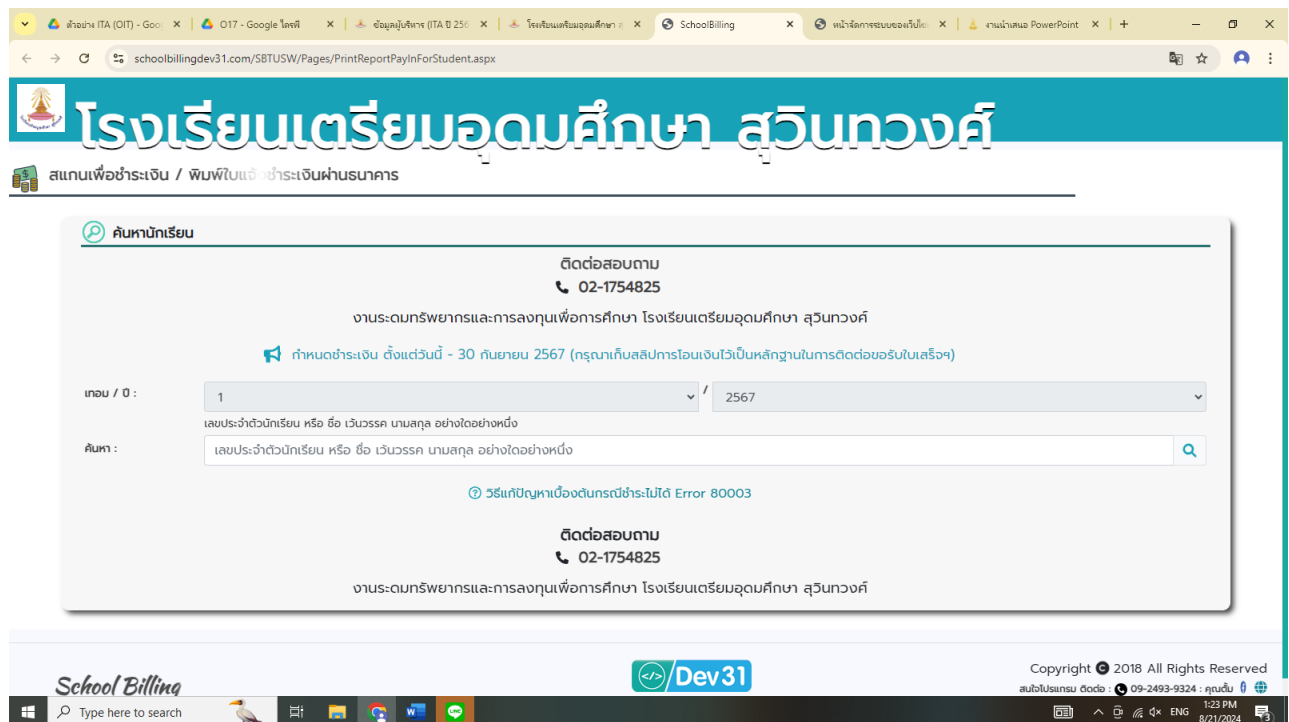 ตัวอย่าง ITA (OIT) - Goog
O17 - Google ไดรฟ์
ข้อมูลผู้บริหาร (ITA ปี 256
โรงเรียนเตรียมอุดมศึกษา ส
SchoolBilling
หน้าจัดการระบบของเว็บไซ
งานนำเสนอ PowerPoint
schoolbillingdev31.com/SBTUSW/Pages/PrintReportPayInForStudent.aspx
โรงเรียนเตรียมอุดมศึกษา สุวินทวงศ์
สแกนเพื่อชำระเงิน / พิมพ์ใบแจ้งชำระเงินผ่านธนาคาร
ค้นหานักเรียน
ติดต่อสอบถาม
02-1754825
งานระดมทรัพยากรและการลงทุนเพื่อการศึกษา โรงเรียนเตรียมอุดมศึกษา สุวินทวงศ์
กำหนดชำระเงิน ตั้งแต่วันนี้ - 30 กันยายน 2567 (กรุณาเก็บสลิปการโอนเงินไว้เป็นหลักฐานในการติดต่อขอรับใบเสร็จฯ)
เทอม / ปี : 1 / 2567
เลขประจำตัวนักเรียน หรือ ชื่อ เว้นวรรค นามสกุล อย่างใดอย่างหนึ่ง
ค้นหา : เลขประจำตัวนักเรียน หรือ ชื่อ เว้นวรรค นามสกุล อย่างใดอย่างหนึ่ง
วิธีแก้ปัญหาเบื้องต้นกรณีชำระไม่ได้ Error 80003
ติดต่อสอบถาม
02-1754825
งานระดมทรัพยากรและการลงทุนเพื่อการศึกษา โรงเรียนเตรียมอุดมศึกษา สุวินทวงศ์
School Billing
</>/Dev31
Copyright C 2018 All Rights Reserved
สนใจโปรแกรม ติดต่อ : 09-2493-9324 : คุณตั้ม
Type here to search
ENG
1:23 PM
8/21/2024